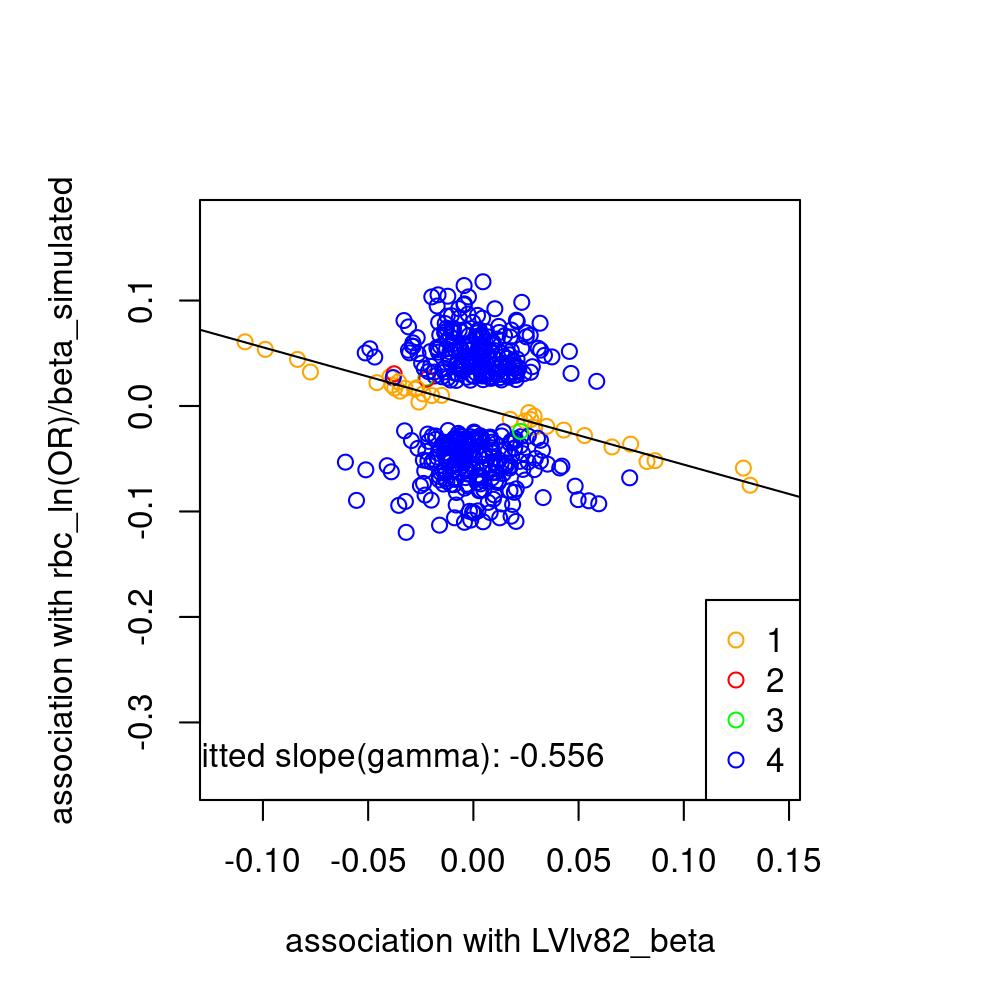 association with rbc_ln(OR)/beta_simulated
0.1
0.0
-0.1
-0.2
-0.3
1
2
3
4
itted slope(gamma): -0.556
-0.10 -0.05 0.00 0.05 0.10 0.15
association with LVlv82_beta